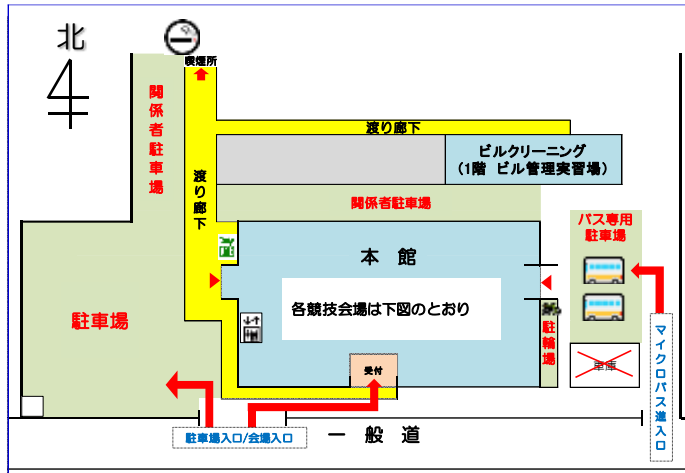 北
喫煙所
関係者駐車場
渡り廊下
渡り廊下
ビルクリーニング
(1階 ビル管理実習場)
関係者駐車場
バス専用
駐車場
本 館
各競技会場は下図のとおり
駐車場
駐輪場
車庫
受付
マイクロバス進入口
駐車場入口/会場入口
一 般 道